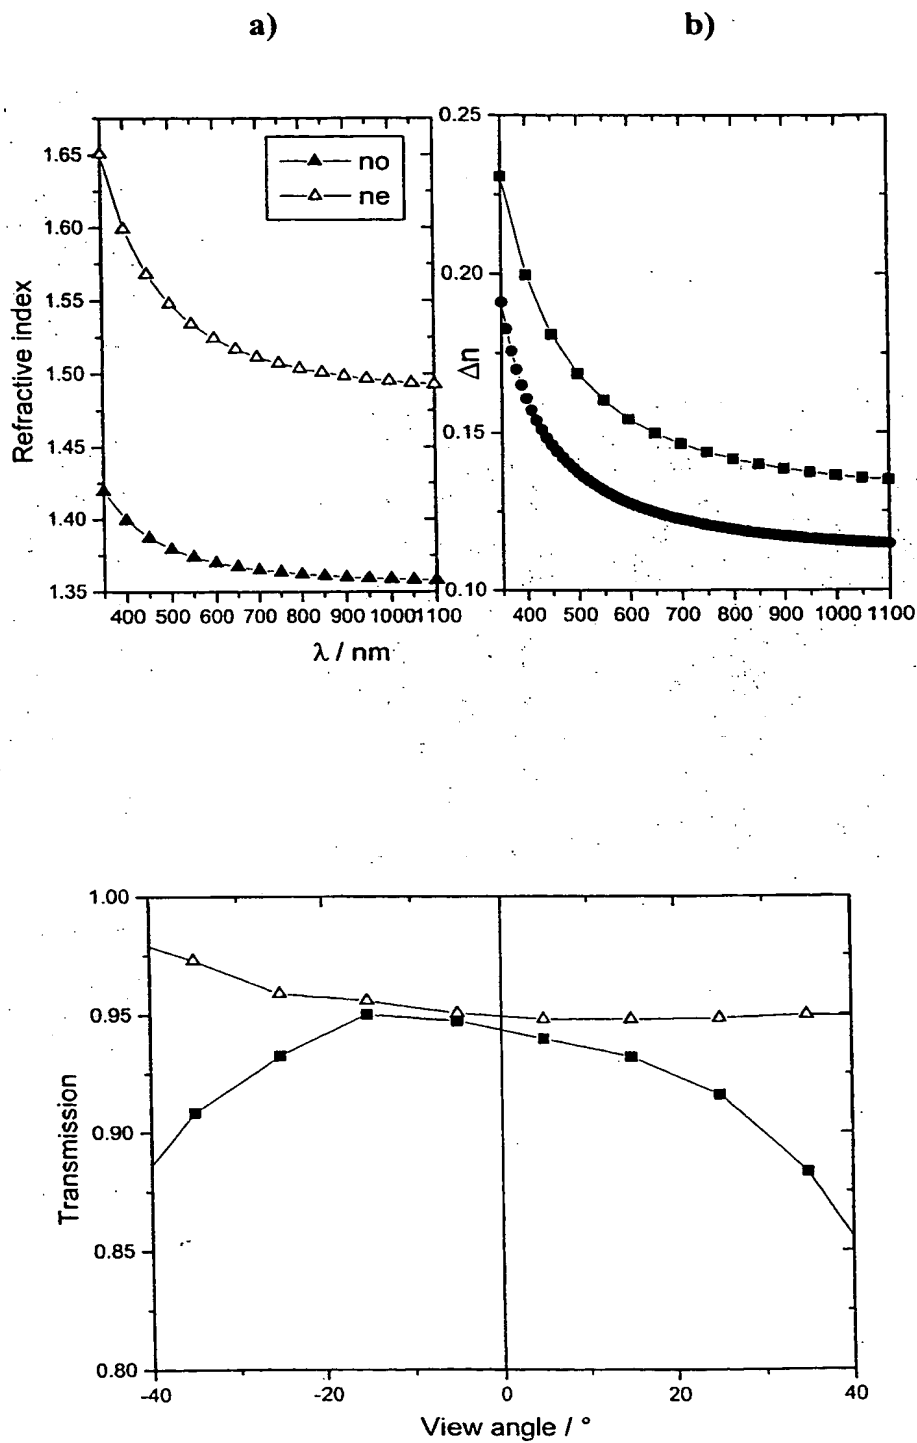 a)
b)
Refractive index
1.65
1.60
1.55
1.50
1.45
1.40
1.35
no
ne
400 500 600 700 800 900 1000 1100
λ / nm
Δn
0.25
0.20
0.15
0.10
400 500 600 700 800 900 1000 1100
Transmission
1.00
0.95
0.90
0.85
0.80
-40 -20 0 20 40
View angle / °